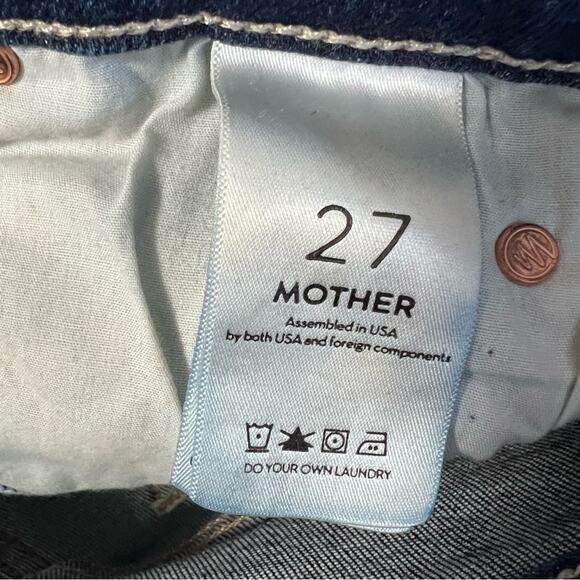 27
MOTHER
Assembled in USA
by both USA and foreign components
DO YOUR OWN LAUNDRY